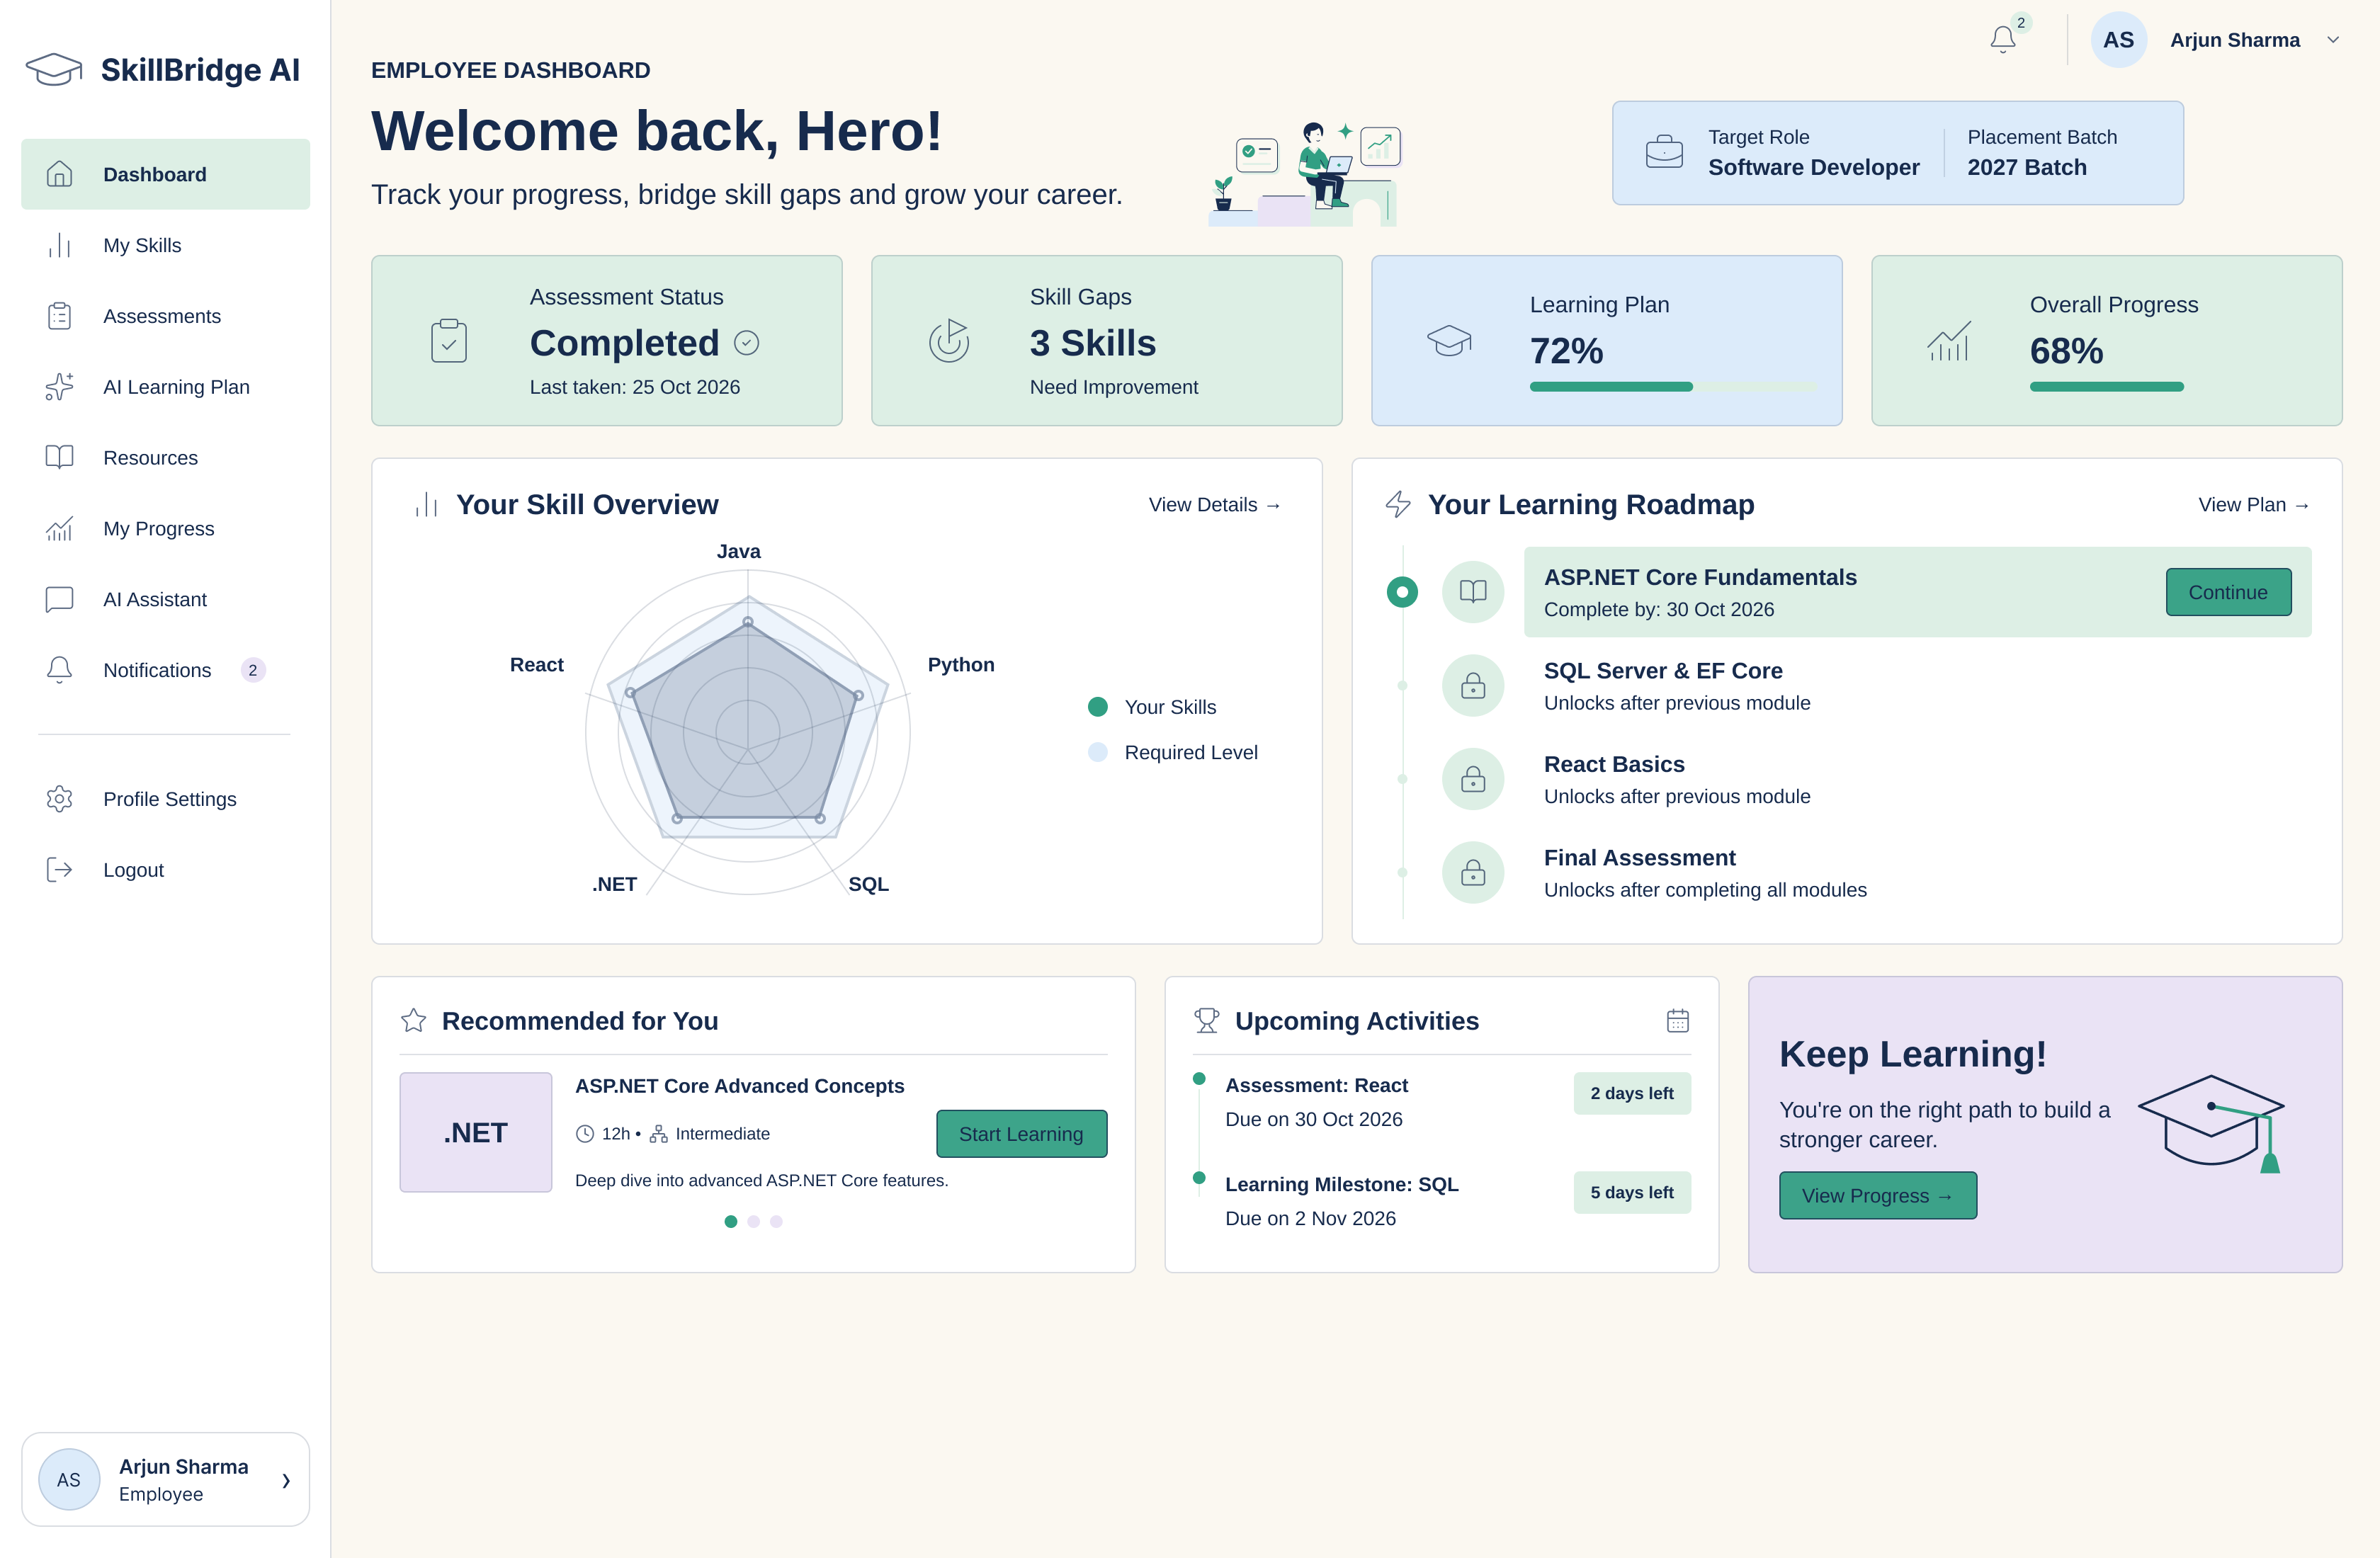 SkillBridge AI
Dashboard
My Skills
Assessments
AI Learning Plan
Resources
My Progress
AI Assistant
Notifications 2
Profile Settings
Logout
AS
Arjun Sharma
Employee
›
2
AS
Arjun Sharma
EMPLOYEE DASHBOARD
Welcome back, Hero!
Track your progress, bridge skill gaps and grow your career.
Target Role
Software Developer
Placement Batch
2027 Batch
Assessment Status
Completed
Last taken: 25 Oct 2026
Skill Gaps
3 Skills
Need Improvement
Learning Plan
72%
Overall Progress
68%
Your Skill Overview
View Details →
Java
React
Python
.NET
SQL
Your Skills
Required Level
Your Learning Roadmap
View Plan →
ASP.NET Core Fundamentals
Complete by: 30 Oct 2026
Continue
SQL Server & EF Core
Unlocks after previous module
React Basics
Unlocks after previous module
Final Assessment
Unlocks after completing all modules
Recommended for You
.NET
ASP.NET Core Advanced Concepts
12h • Intermediate
Start Learning
Deep dive into advanced ASP.NET Core features.
Upcoming Activities
Assessment: React
Due on 30 Oct 2026
2 days left
Learning Milestone: SQL
Due on 2 Nov 2026
5 days left
Keep Learning!
You're on the right path to build a
stronger career.
View Progress →